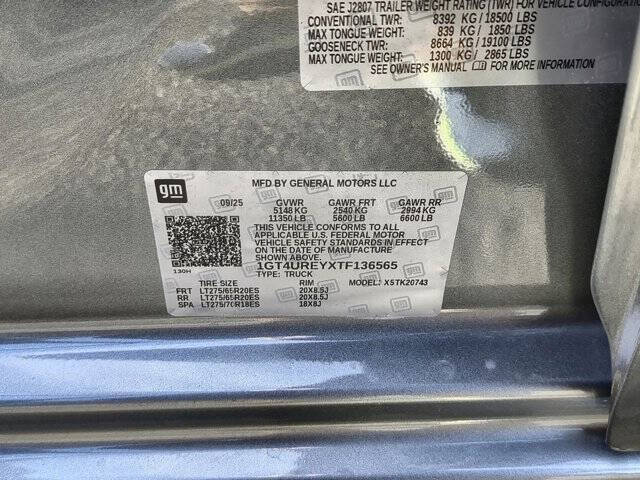 SAE J2807 TRAILER WEIGHT RATING (TWR) FOR VEHICLE CONFIGURATION
CONVENTIONAL TWR: 8392 KG / 18500 LBS
MAX TONGUE WEIGHT: 839 KG / 1850 LBS
GOOSENECK TWR: 8664 KG / 19100 LBS
MAX TONGUE WEIGHT: 1300 KG / 2865 LBS
SEE OWNER'S MANUAL gm FOR MORE INFORMATION
gm
MFD BY GENERAL MOTORS LLC
09/25 GVWR GAWR FRT GAWR RR
5148 KG 2540 KG 2994 KG
11350 LB 5600 LB 6600 LB
THIS VEHICLE CONFORMS TO ALL
APPLICABLE U.S. FEDERAL MOTOR
VEHICLE SAFETY STANDARDS IN EFFECT
ON THE DATE OF MANUFACTURE SHOWN ABOVE.
1GT4UREYXTF136565
130H
TYPE: TRUCK
TIRE SIZE RIM MODEL: X5TK20743
FRT LT275/65R20ES 20X8.5J
RR LT275/65R20ES 20X8.5J
SPA LT275/70R18ES 18X8J